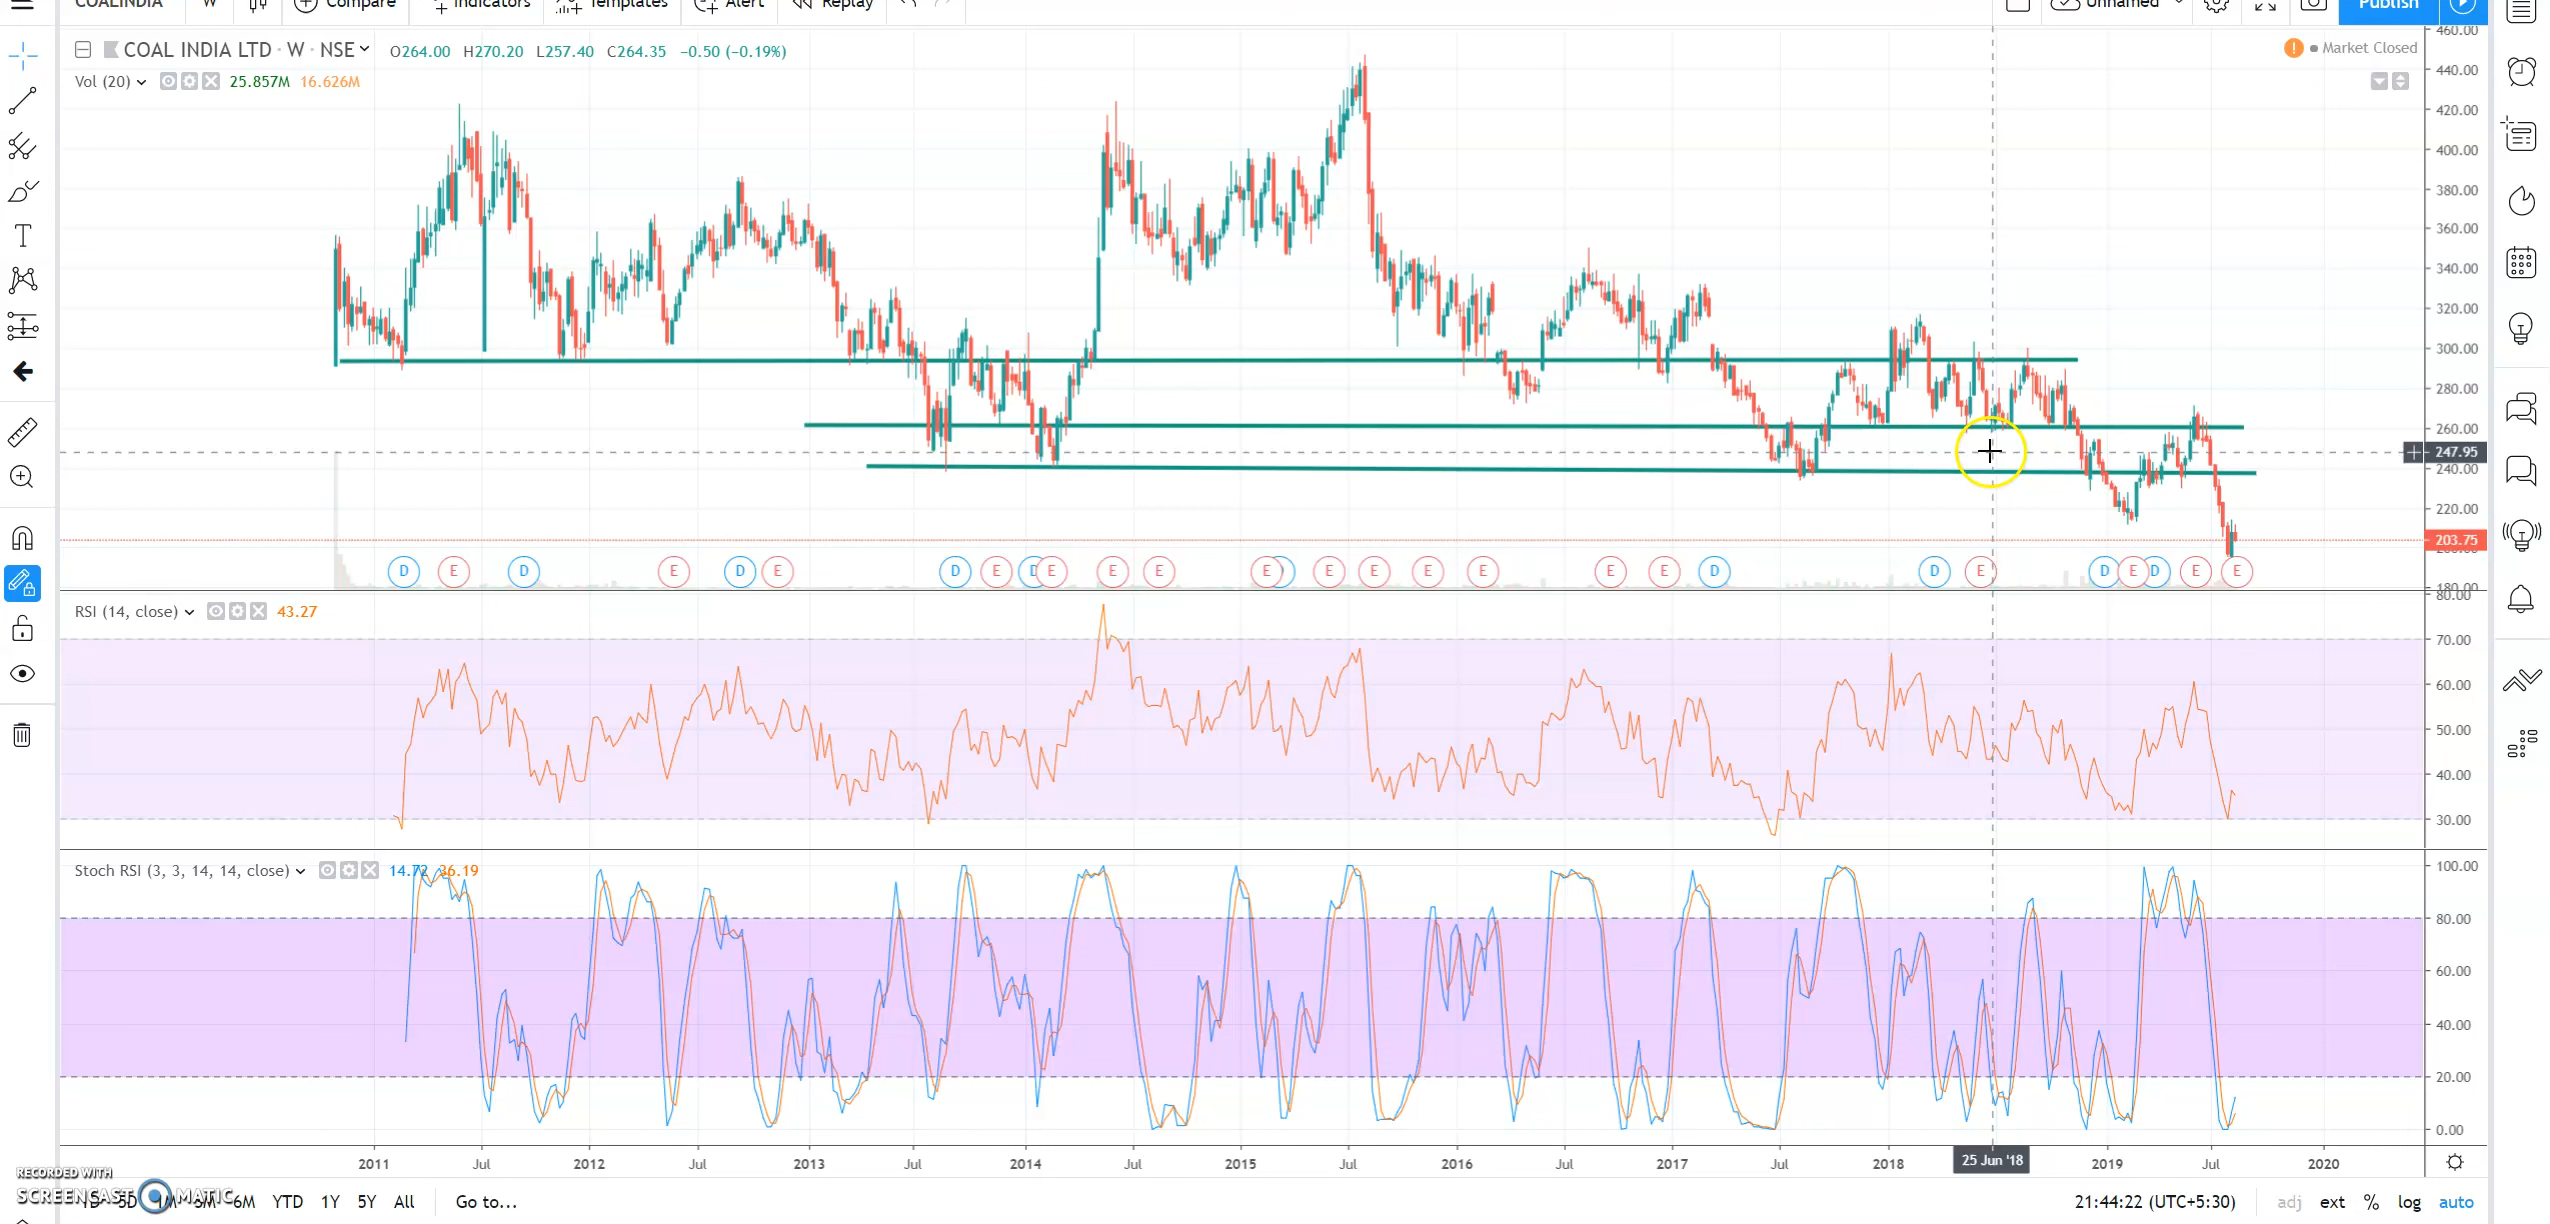 COALINDIA W Compare Indicators Templates Alert Replay Unnamed Publish
COAL INDIA LTD · W · NSE O264.00 H270.20 L257.40 C264.35 −0.50 (−0.19%)
! Market Closed
Vol (20) 25.857M 16.626M
460.00
440.00
420.00
400.00
380.00
360.00
340.00
320.00
300.00
280.00
260.00
247.95
240.00
220.00
203.75
200.00
180.00
D E D E D E D E D E E E E D E E E E E E D D E D E D E E
RSI (14, close) 43.27
80.00
70.00
60.00
50.00
40.00
30.00
Stoch RSI (3, 3, 14, 14, close) 14.72 36.19
100.00
80.00
60.00
40.00
20.00
0.00
2011 Jul 2012 Jul 2013 Jul 2014 Jul 2015 Jul 2016 Jul 2017 Jul 2018 25 Jun '18 2019 Jul 2020
RECORDED WITH
SCREENCAST MATIC
1D 5D 1M 3M 6M YTD 1Y 5Y All Go to... 21:44:22 (UTC+5:30) adj ext % log auto